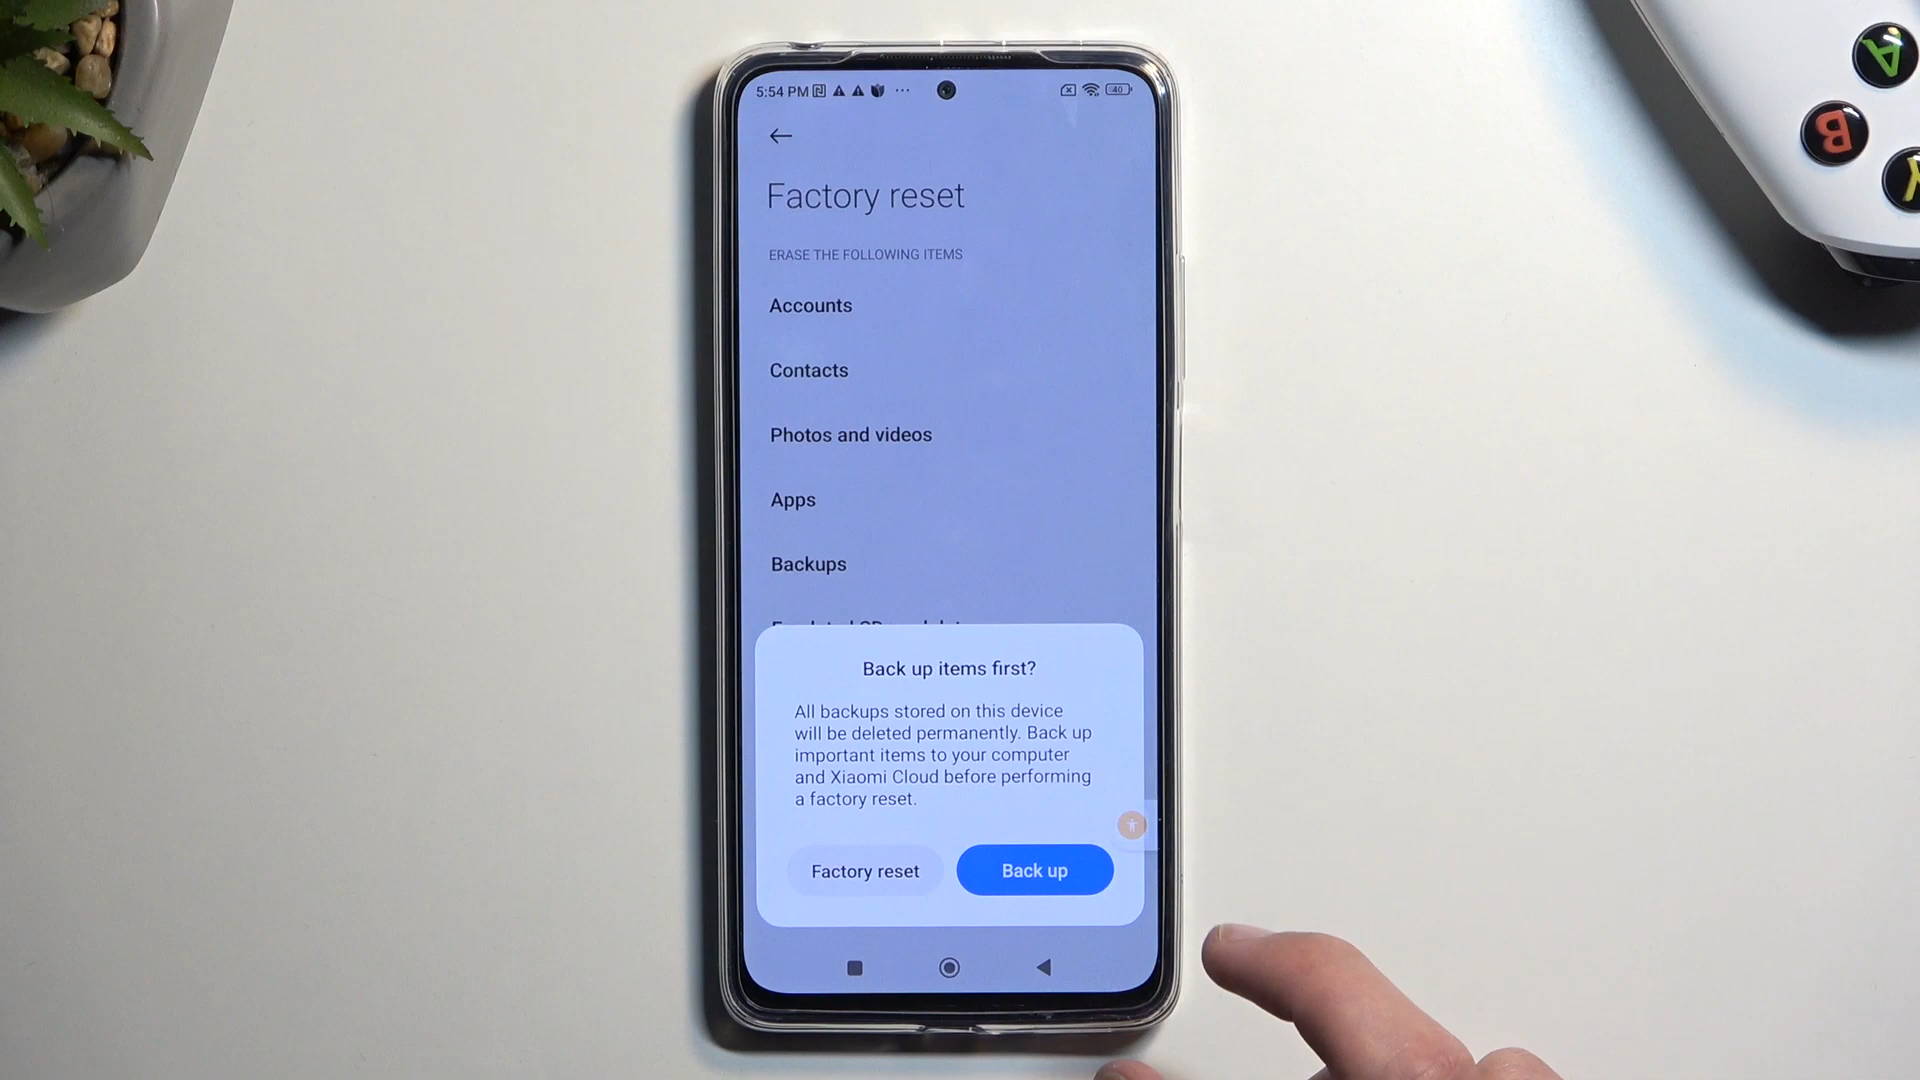 5:54 PM
40
Factory reset
ERASE THE FOLLOWING ITEMS
Accounts
Contacts
Photos and videos
Apps
Backups
Back up items first?
All backups stored on this device
will be deleted permanently. Back up
important items to your computer
and Xiaomi Cloud before performing
a factory reset.
Factory reset
Back up
A
B
Y